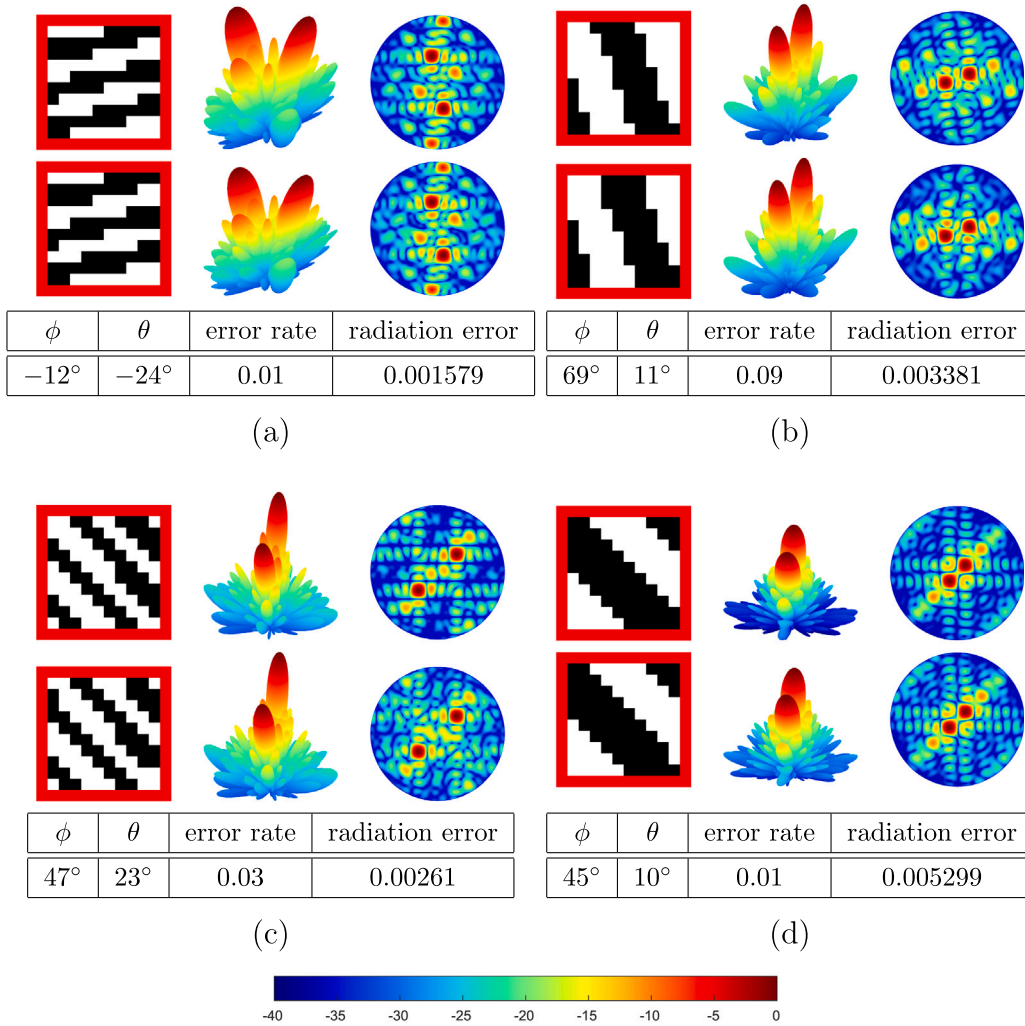 ϕ θ error rate radiation error
−12° −24° 0.01 0.001579
(a)
ϕ θ error rate radiation error
69° 11° 0.09 0.003381
(b)
ϕ θ error rate radiation error
47° 23° 0.03 0.00261
(c)
ϕ θ error rate radiation error
45° 10° 0.01 0.005299
(d)
-40 -35 -30 -25 -20 -15 -10 -5 0